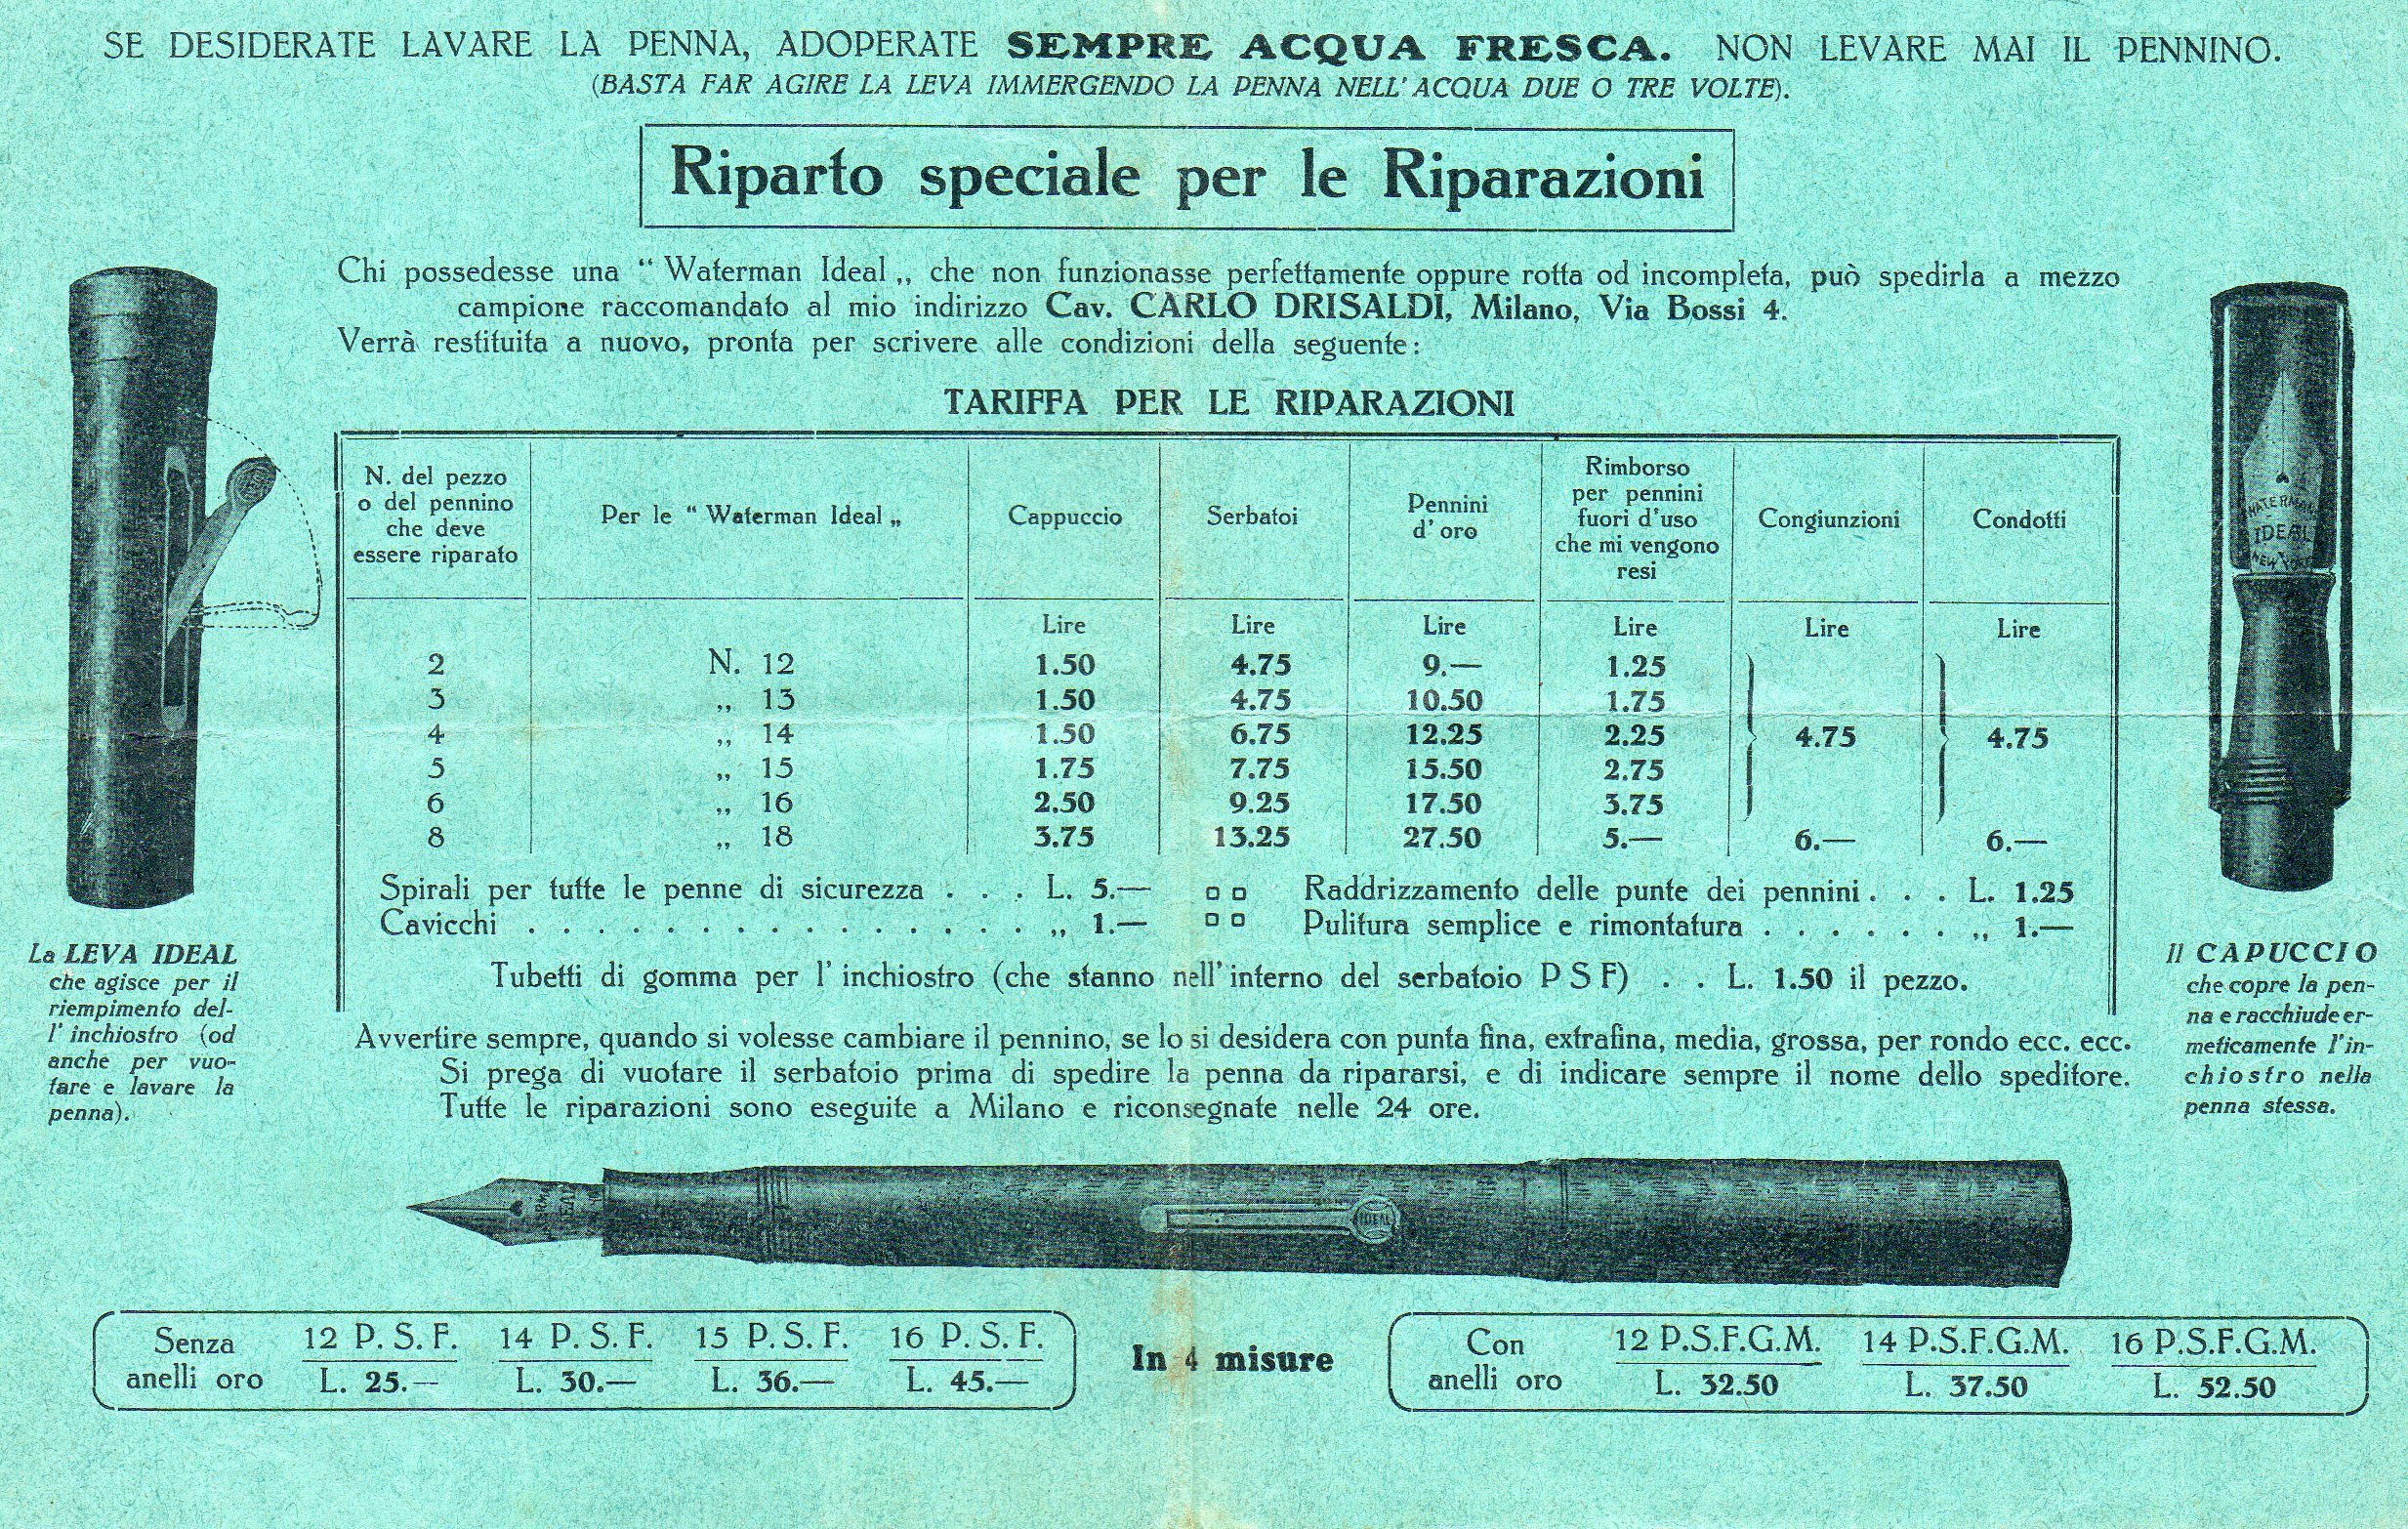 SE DESIDERATE LAVARE LA PENNA, ADOPERATE SEMPRE ACQUA FRESCA. NON LEVARE MAI IL PENNINO.
(BASTA FAR AGIRE LA LEVA IMMERGENDO LA PENNA NELL' ACQUA DUE O TRE VOLTE).
Riparto speciale per le Riparazioni
Chi possedesse una “ Waterman Ideal „ che non funzionasse perfettamente oppure rotta od incompleta, può spedirla a mezzo
campione raccomandato al mio indirizzo Cav. CARLO DRISALDI, Milano, Via Bossi 4.
Verrà restituita a nuovo, pronta per scrivere alle condizioni della seguente:
TARIFFA PER LE RIPARAZIONI
N. del pezzo
o del pennino
che deve
essere riparato
Per le “ Waterman Ideal „
Cappuccio
Serbatoi
Pennini
d' oro
Rimborso
per pennini
fuori d'uso
che mi vengono
resi
Congiunzioni
Condotti
Lire Lire Lire Lire Lire Lire
2 N. 12 1.50 4.75 9.— 1.25
3 „ 13 1.50 4.75 10.50 1.75
4 „ 14 1.50 6.75 12.25 2.25 4.75 4.75
5 „ 15 1.75 7.75 15.50 2.75
6 „ 16 2.50 9.25 17.50 3.75
8 „ 18 3.75 13.25 27.50 5.— 6.— 6.—
Spirali per tutte le penne di sicurezza . . . L. 5.— Raddrizzamento delle punte dei pennini . . . L. 1.25
Cavicchi . . . . . . . . . . . . . . . „ 1.— Pulitura semplice e rimontatura . . . . . . . „ 1.—
Tubetti di gomma per l' inchiostro (che stanno nell' interno del serbatoio P S F) . . L. 1.50 il pezzo.
Avvertire sempre, quando si volesse cambiare il pennino, se lo si desidera con punta fina, extrafina, media, grossa, per rondo ecc. ecc.
Si prega di vuotare il serbatoio prima di spedire la penna da ripararsi, e di indicare sempre il nome dello speditore.
Tutte le riparazioni sono eseguite a Milano e riconsegnate nelle 24 ore.
La LEVA IDEAL
che agisce per il
riempimento del-
l' inchiostro (od
anche per vuo-
tare e lavare la
penna).
WATERMAN
IDEAL
NEW YORK
Il CAPUCCIO
che copre la pen-
na e racchiude er-
meticamente l'in-
chiostro nella
penna stessa.
IDEAL
Senza
anelli oro
12 P. S. F. 14 P. S. F. 15 P. S. F. 16 P. S. F.
L. 25.— L. 30.— L. 36.— L. 45.—
In 4 misure
Con
anelli oro
12 P.S.F.G.M. 14 P.S.F.G.M. 16 P.S.F.G.M.
L. 32.50 L. 37.50 L. 52.50